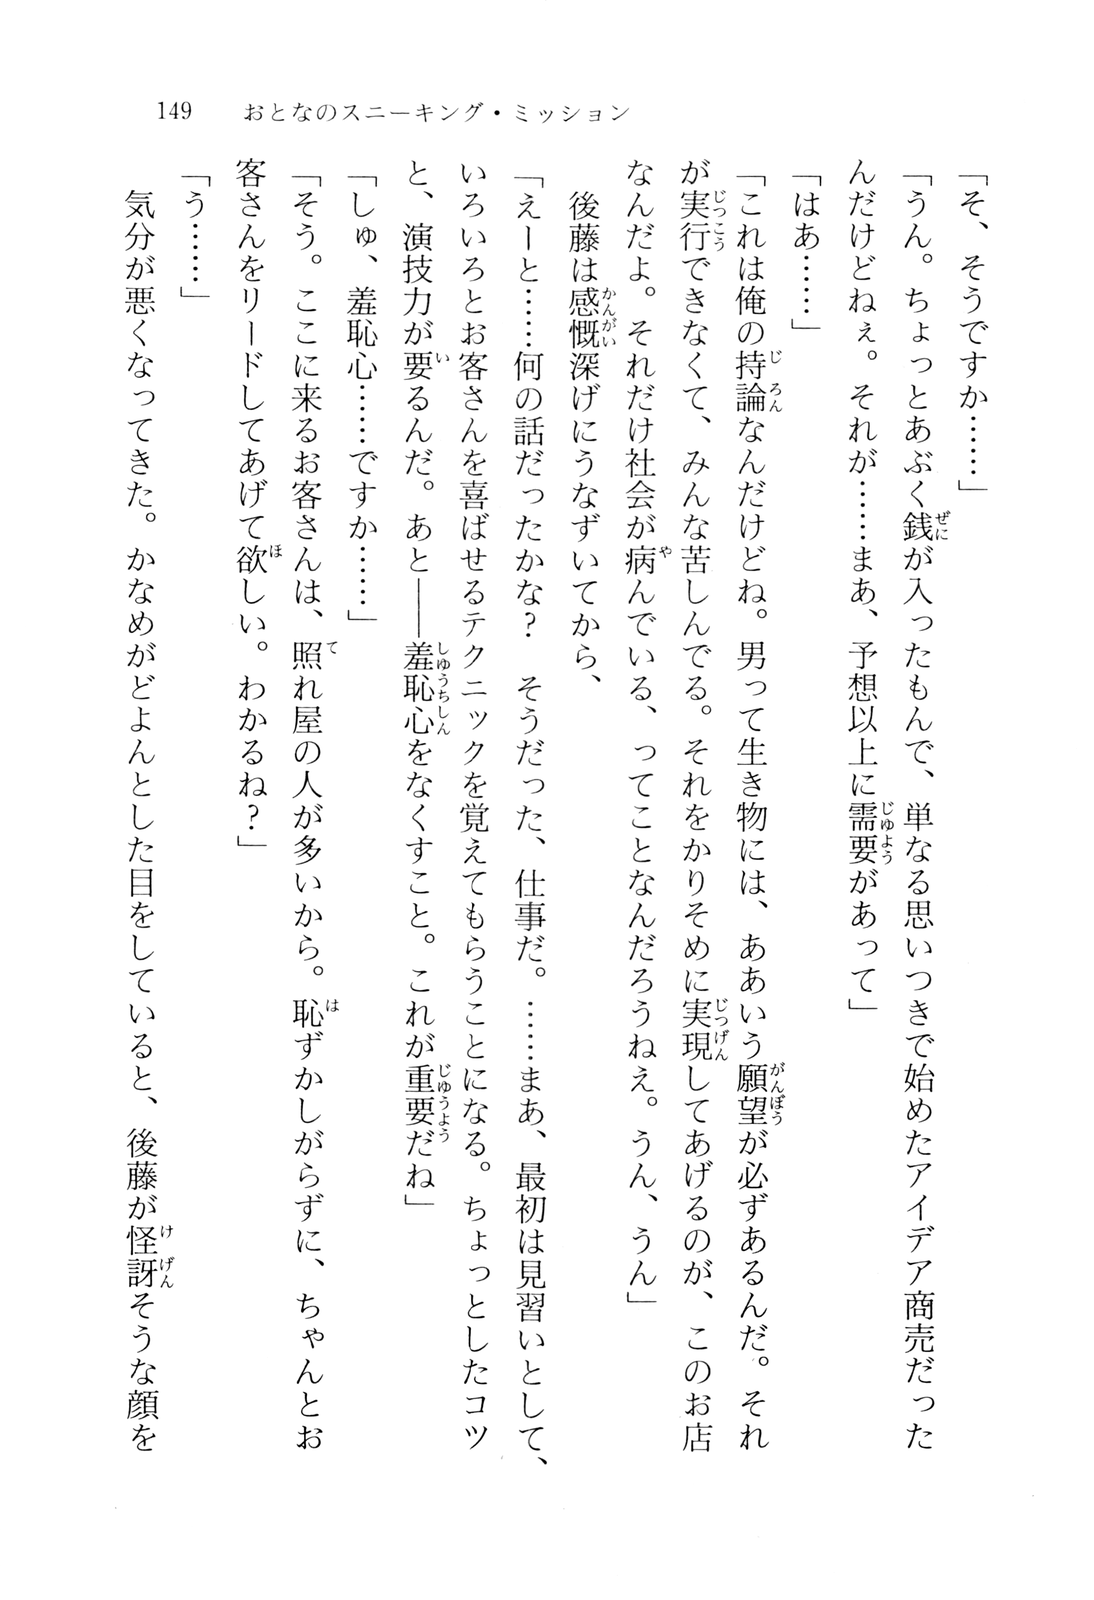 149　おとなのスニーキング・ミッション
「そ、そうですか……」
「うん。ちょっとあぶく銭が入ったもんで、単なる思いつきで始めたアイデア商売だった
んだけどねぇ。それが……まあ、予想以上に需要があって」
「はあ……」
「これは俺の持論なんだけどね。男って生き物には、ああいう願望が必ずあるんだ。それ
が実行できなくて、みんな苦しんでる。それをかりそめに実現してあげるのが、このお店
なんだよ。それだけ社会が病んでいる、ってことなんだろうねえ。うん、うん」
　後藤は感慨深げにうなずいてから、
「えーと……何の話だったかな？　そうだった、仕事だ。……まあ、最初は見習いとして、
いろいろとお客さんを喜ばせるテクニックを覚えてもらうことになる。ちょっとしたコツ
と、演技力が要るんだ。あと――羞恥心をなくすこと。これが重要だね」
「しゅ、羞恥心……ですか……」
「そう。ここに来るお客さんは、照れ屋の人が多いから。恥ずかしがらずに、ちゃんとお
客さんをリードしてあげて欲しい。わかるね？」
「う……」
　気分が悪くなってきた。かなめがどよんとした目をしていると、後藤が怪訝そうな顔を